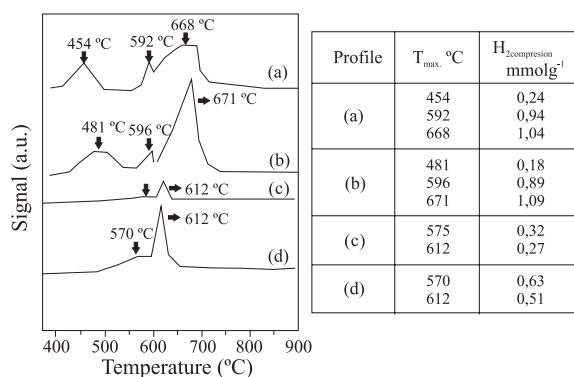 668 ºC
454 ºC
592 ºC
(a)
671 ºC
481 ºC
596 ºC
(b)
612 ºC
(c)
612 ºC
570 ºC
(d)
Signal (a.u.)
400 500 600 700 800 900
Temperature (ºC)
Profile T max. ºC H2compresion mmolg-1
(a)
454 0,24
592 0,94
668 1,04
(b)
481 0,18
596 0,89
671 1,09
(c)
575 0,32
612 0,27
(d)
570 0,63
612 0,51